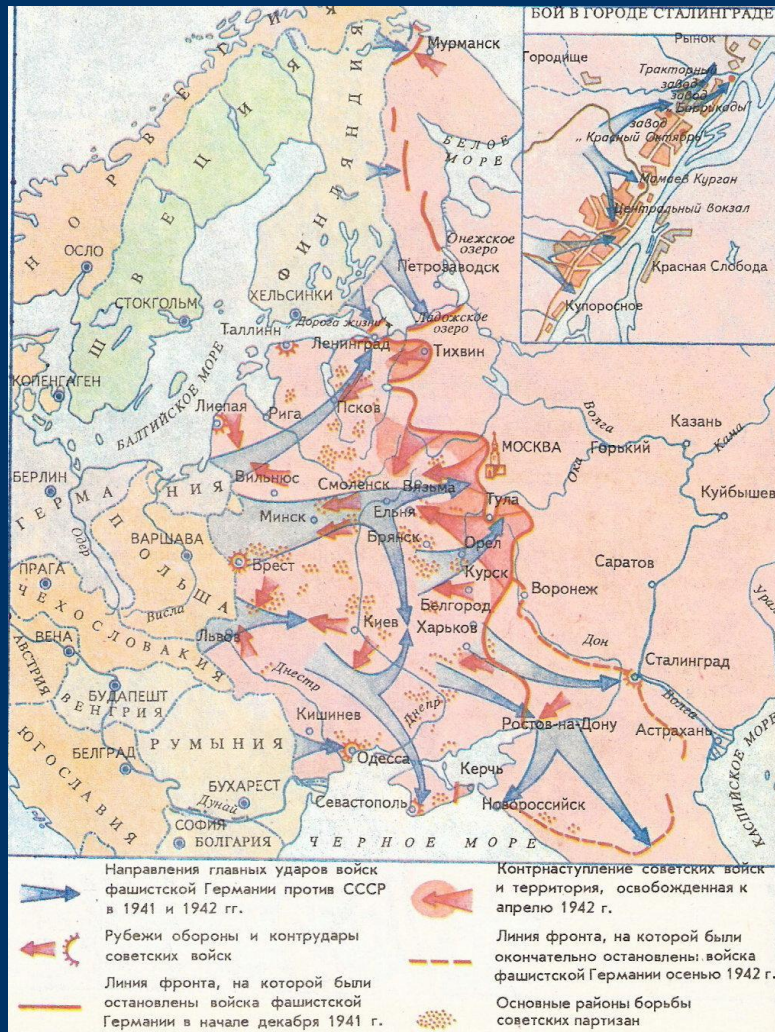 БОЙ В ГОРОДЕ СТАЛИНГРАДЕ
Рынок
Городище
Тракторный
завод
завод
"Баррикады"
завод
"Красный Октябрь"
Мамаев Курган
Центральный вокзал
Красная Слобода
Купоросное
Мурманск
БЕЛОЕ
МОРЕ
НОРВЕГИЯ
ШВЕЦИЯ
ФИНЛЯНДИЯ
Онежское
озеро
Петрозаводск
ОСЛО
СТОКГОЛЬМ
ХЕЛЬСИНКИ
Таллинн
"Дорога жизни"
Ладожское
озеро
Ленинград
Тихвин
КОПЕНГАГЕН
БАЛТИЙСКОЕ МОРЕ
Лиепая
Рига
Псков
Волга
Казань
МОСКВА
Горький
Кама
Ока
БЕРЛИН
ГЕРМАНИЯ
Вильнюс
Смоленск
Вязьма
Тула
Куйбышев
Минск
Ельня
ПОЛЬША
Одер
ВАРШАВА
Брянск
Орел
Саратов
Брест
Курск
Воронеж
ПРАГА
Висла
Белгород
ЧЕХОСЛОВАКИЯ
Киев
Харьков
Дон
ВЕНА
Львов
Сталинград
АВСТРИЯ
БУДАПЕШТ
ВЕНГРИЯ
Днестр
Днепр
Волга
Кишинев
Ростов-на-Дону
Астрахань
ЮГОСЛАВИЯ
БЕЛГРАД
РУМЫНИЯ
Одесса
Керчь
БУХАРЕСТ
Дунай
Севастополь
Новороссийск
КАСПИЙСКОЕ МОРЕ
СОФИЯ
БОЛГАРИЯ
ЧЕРНОЕ МОРЕ
Направления главных ударов войск
фашистской Германии против СССР
в 1941 и 1942 гг.
Рубежи обороны и контрудары
советских войск
Линия фронта, на которой были
остановлены войска фашистской
Германии в начале декабря 1941 г.
Контрнаступление советских войск
и территория, освобожденная к
апрелю 1942 г.
Линия фронта, на которой были
окончательно остановлены войска
фашистской Германии осенью 1942 г.
Основные районы борьбы
советских партизан